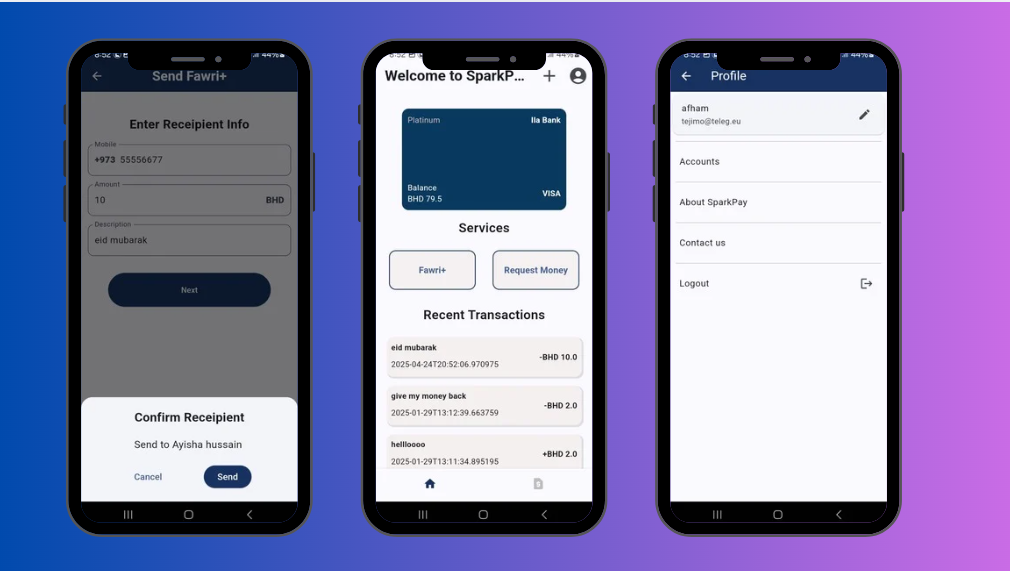 8:52
44%
Send Fawri+
Enter Receipient Info
Mobile
+973 55556677
Amount
10 BHD
Description
eid mubarak
Next
Confirm Receipient
Send to Ayisha hussain
Cancel
Send
8:52
44%
Welcome to SparkP...
Platinum
Ila Bank
Balance
BHD 79.5
VISA
Services
Fawri+
Request Money
Recent Transactions
eid mubarak
2025-04-24T20:52:06.970975
-BHD 10.0
give my money back
2025-01-29T13:12:39.663759
-BHD 2.0
hellloooo
2025-01-29T13:11:34.895195
+BHD 2.0
8:52
44%
Profile
afham
tejimo@teleg.eu
Accounts
About SparkPay
Contact us
Logout